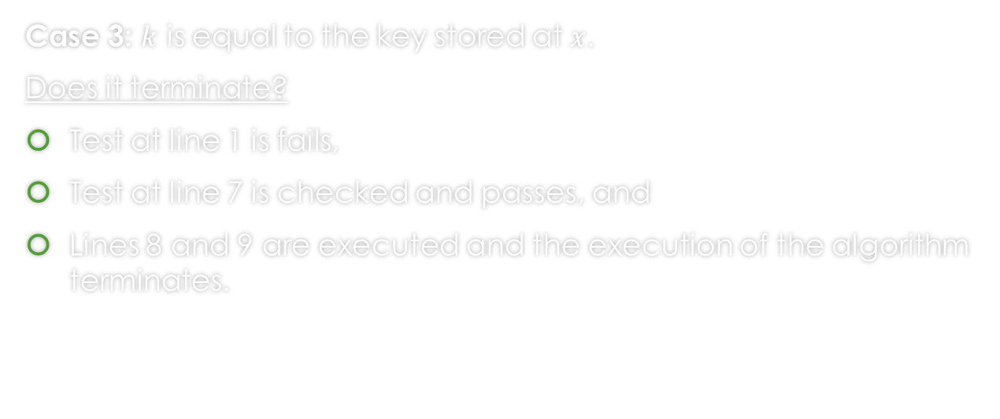 Case 3: k is equal to the key stored at x.
Does it terminate?
Test at line 1 is fails,
Test at line 7 is checked and passes, and
Lines 8 and 9 are executed and the execution of the algorithm
terminates.